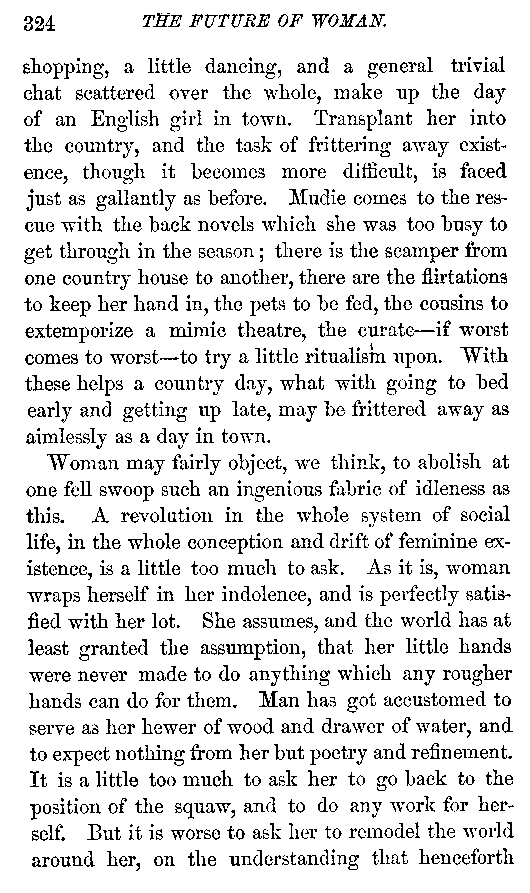 324 THE FUTURE OF WOMAN.
shopping, a little dancing, and a general trivial
chat scattered over the whole, make up the day
of an English girl in town. Transplant her into
the country, and the task of frittering away exist-
ence, though it becomes more difficult, is faced
just as gallantly as before. Mudie comes to the res-
cue with the back novels which she was too busy to
get through in the season; there is the scamper from
one country house to another, there are the flirtations
to keep her hand in, the pets to be fed, the cousins to
extemporize a mimic theatre, the curate—if worst
comes to worst—to try a little ritualism upon. With
these helps a country day, what with going to bed
early and getting up late, may be frittered away as
aimlessly as a day in town.
Woman may fairly object, we think, to abolish at
one fell swoop such an ingenious fabric of idleness as
this. A revolution in the whole system of social
life, in the whole conception and drift of feminine ex-
istence, is a little too much to ask. As it is, woman
wraps herself in her indolence, and is perfectly satis-
fied with her lot. She assumes, and the world has at
least granted the assumption, that her little hands
were never made to do anything which any rougher
hands can do for them. Man has got accustomed to
serve as her hewer of wood and drawer of water, and
to expect nothing from her but poetry and refinement.
It is a little too much to ask her to go back to the
position of the squaw, and to do any work for her-
self. But it is worse to ask her to remodel the world
around her, on the understanding that henceforth